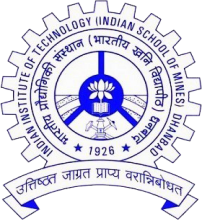 INDIAN INSTITUTE OF TECHNOLOGY (INDIAN SCHOOL OF MINES) DHANBAD
भारतीय प्रौद्योगिकी संस्थान (भारतीय खनि विद्यापीठ) धनबाद
★ 1926 ★
उत्तिष्ठत जाग्रत प्राप्य वरान्निबोधत